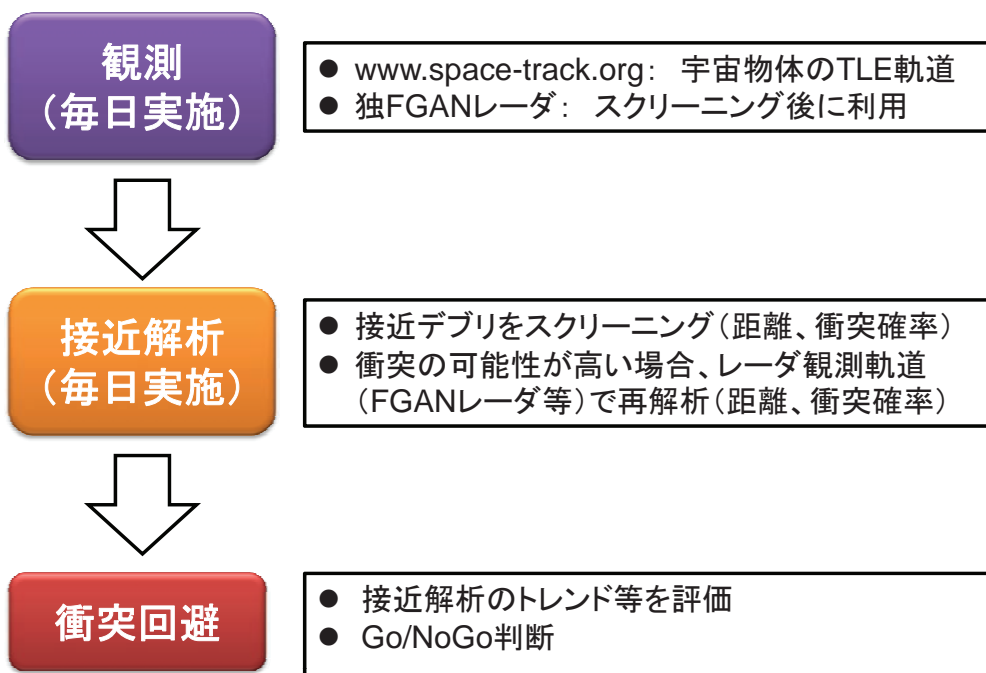 観測
（毎日実施）
● www.space-track.org： 宇宙物体のTLE軌道
● 独FGANレーダ： スクリーニング後に利用
接近解析
（毎日実施）
● 接近デブリをスクリーニング（距離、衝突確率）
● 衝突の可能性が高い場合、レーダ観測軌道
（FGANレーダ等）で再解析（距離、衝突確率）
衝突回避
● 接近解析のトレンド等を評価
● Go/NoGo判断